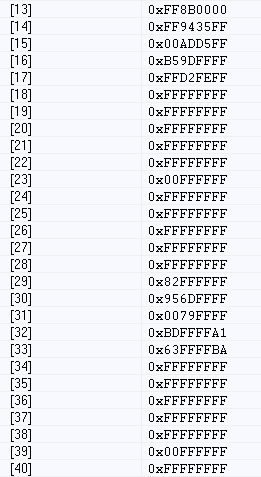 [13] 0xFF8B0000
[14] 0xFF9435FF
[15] 0x00ADD5FF
[16] 0xB59DFFFF
[17] 0xFFD2FEFF
[18] 0xFFFFFFFF
[19] 0xFFFFFFFF
[20] 0xFFFFFFFF
[21] 0xFFFFFFFF
[22] 0xFFFFFFFF
[23] 0x00FFFFFF
[24] 0xFFFFFFFF
[25] 0xFFFFFFFF
[26] 0xFFFFFFFF
[27] 0xFFFFFFFF
[28] 0xFFFFFFFF
[29] 0x82FFFFFF
[30] 0x956DFFFF
[31] 0x0079FFFF
[32] 0xBDFFFFA1
[33] 0x63FFFFBA
[34] 0xFFFFFFFF
[35] 0xFFFFFFFF
[36] 0xFFFFFFFF
[37] 0xFFFFFFFF
[38] 0xFFFFFFFF
[39] 0x00FFFFFF
[40] 0xFFFFFFFF